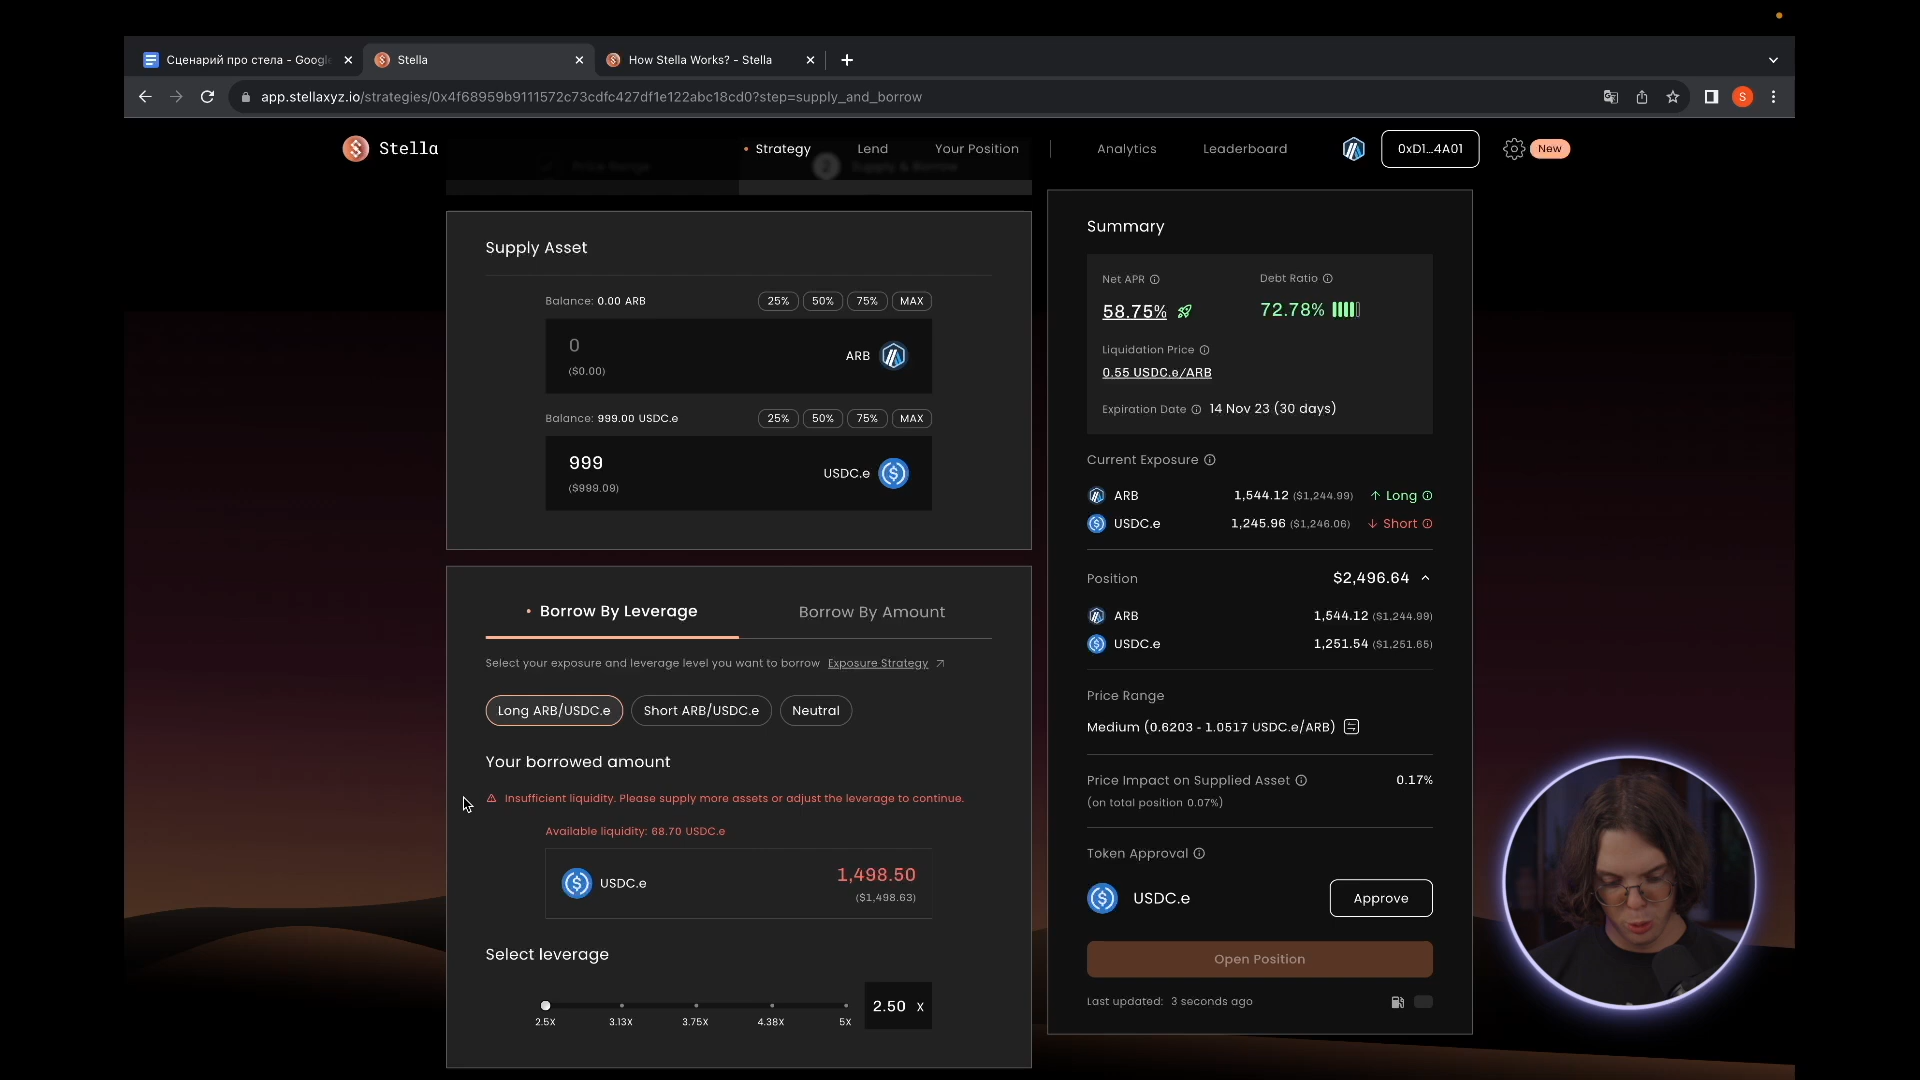 Сценарий про стела - Googl
Stella
How Stella Works? - Stella
app.stellaxyz.io/strategies/0x4f68959b9111572c73cdfc427df1e122abc18cd0?step=supply_and_borrow
S
Stella
Strategy
Lend
Your Position
Analytics
Leaderboard
0xD1...4A01
New
Price Range
2 Supply & Borrow
Supply Asset
Balance: 0.00 ARB
25% 50% 75% MAX
0
ARB
($0.00)
Balance: 999.00 USDC.e
25% 50% 75% MAX
999
USDC.e
($999.09)
Borrow By Leverage
Borrow By Amount
Select your exposure and leverage level you want to borrow Exposure Strategy
Long ARB/USDC.e
Short ARB/USDC.e
Neutral
Your borrowed amount
Insufficient liquidity. Please supply more assets or adjust the leverage to continue.
Available liquidity: 68.70 USDC.e
USDC.e
1,498.50
($1,498.63)
Select leverage
2.50 X
2.5X 3.13X 3.75X 4.38X 5X
Summary
Net APR
Debt Ratio
58.75%
72.78%
Liquidation Price
0.55 USDC.e/ARB
Expiration Date 14 Nov 23 (30 days)
Current Exposure
ARB 1,544.12 ($1,244.99) Long
USDC.e 1,245.96 ($1,246.06) Short
Position $2,496.64
ARB 1,544.12 ($1,244.99)
USDC.e 1,251.54 ($1,251.65)
Price Range
Medium (0.6203 - 1.0517 USDC.e/ARB)
Price Impact on Supplied Asset 0.17%
(on total position 0.07%)
Token Approval
USDC.e
Approve
Open Position
Last updated: 3 seconds ago